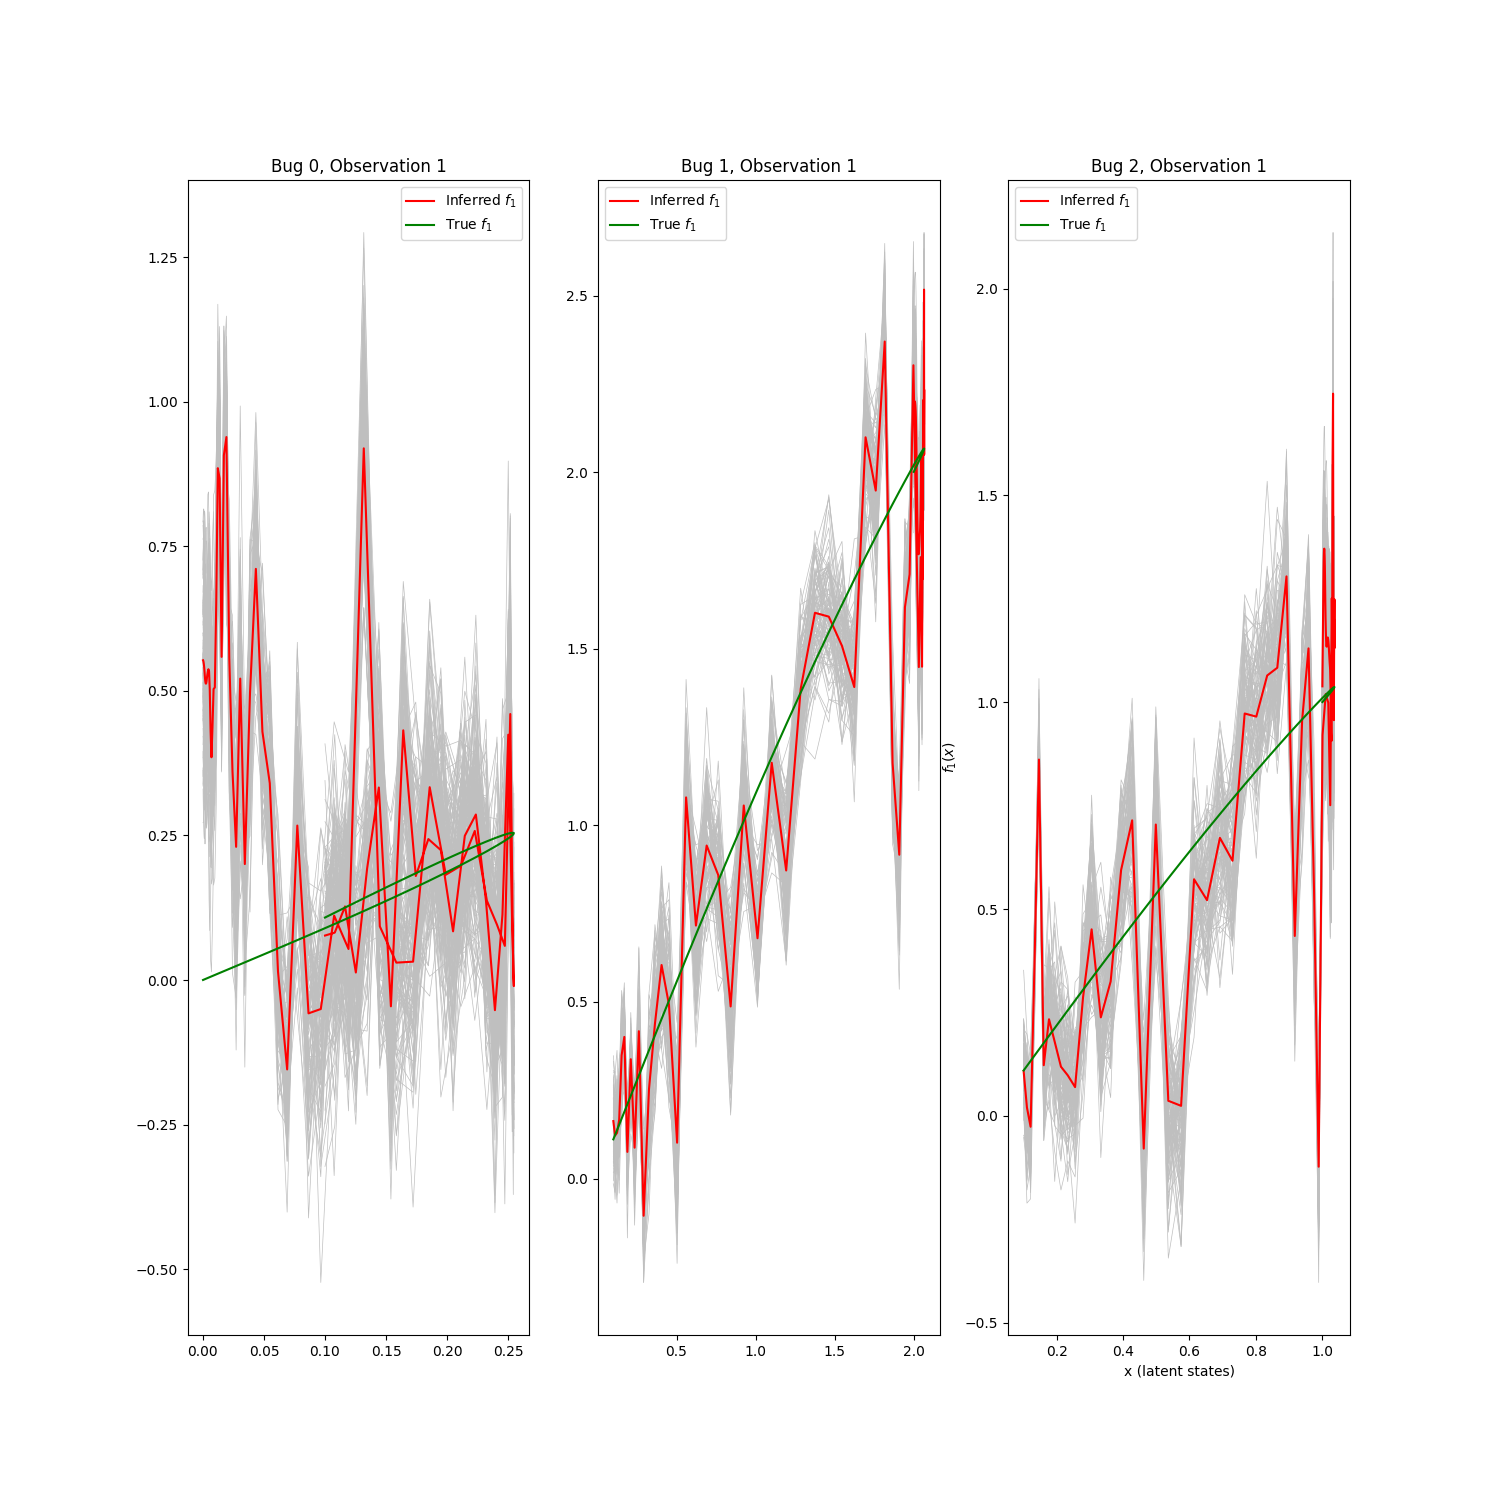 Bug 0, Observation 1
Inferred f₁
True f₁
1.25
1.00
0.75
0.50
0.25
0.00
−0.25
−0.50
0.00 0.05 0.10 0.15 0.20 0.25
Bug 1, Observation 1
Inferred f₁
True f₁
2.5
2.0
1.5
1.0
0.5
0.0
0.5 1.0 1.5 2.0
Bug 2, Observation 1
Inferred f₁
True f₁
f₁(x)
2.0
1.5
1.0
0.5
0.0
−0.5
0.2 0.4 0.6 0.8 1.0
x (latent states)